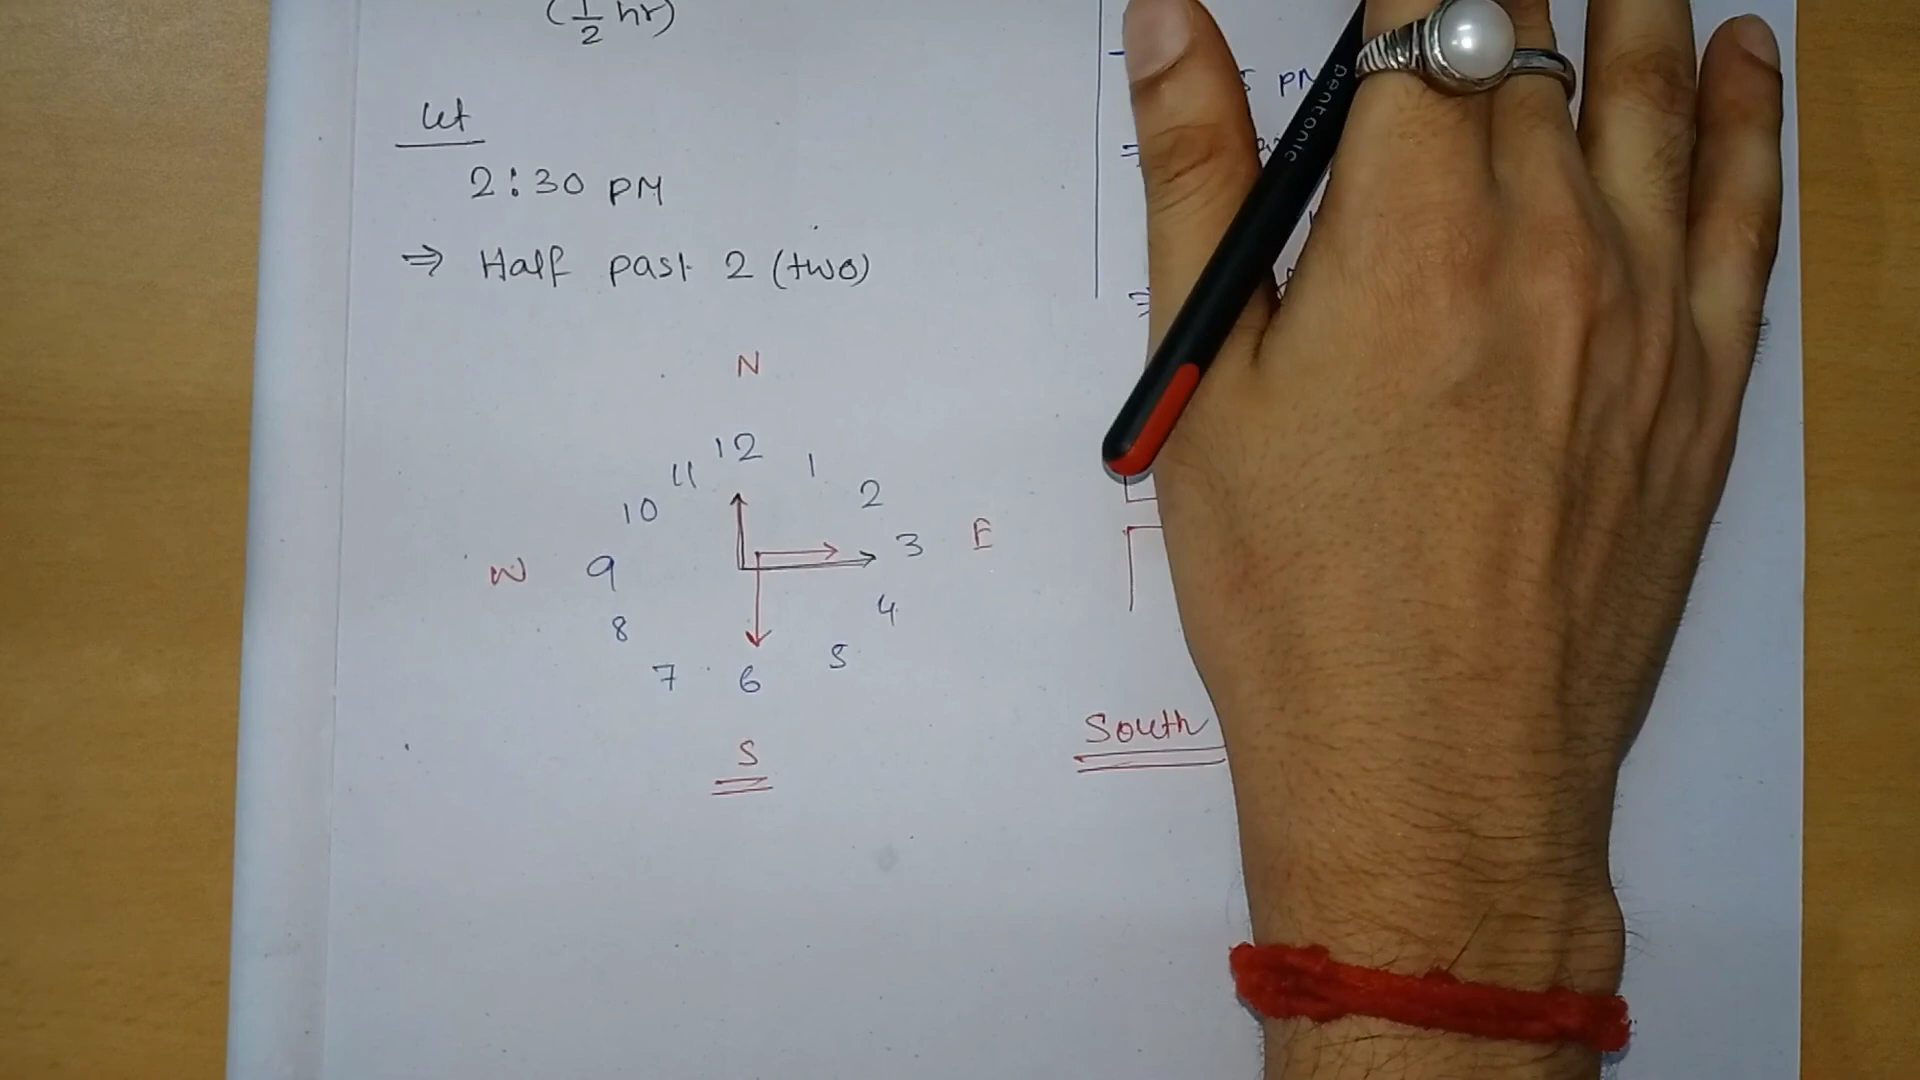 (1/2 hr)
Let
2:30 PM
⇒ Half past 2 (two)
N
12
11 1
10 2
W 9 3 E
8 4
7 6 5
S
PM
South
pentonic